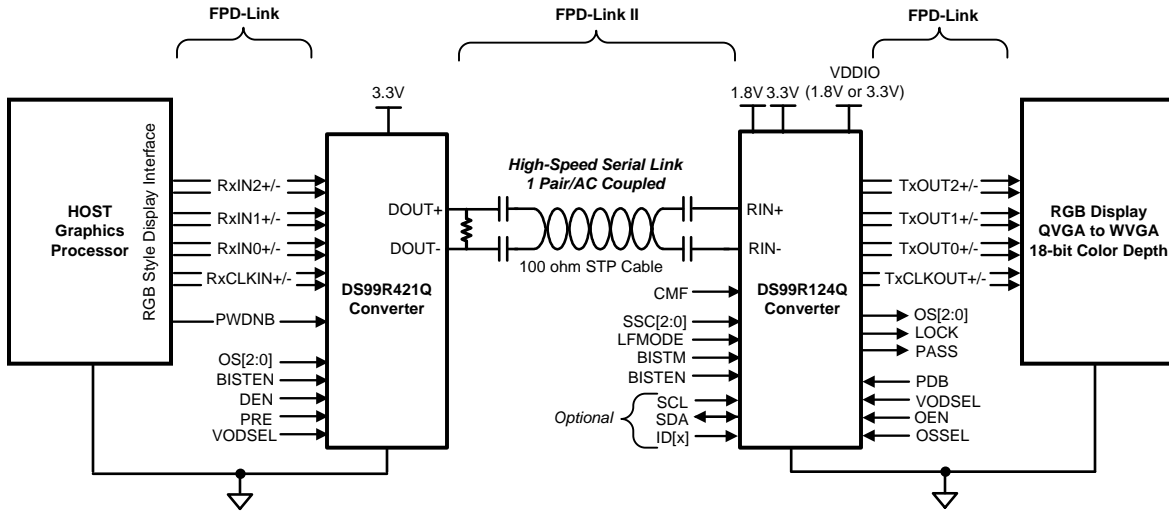 FPD-Link
FPD-Link II
FPD-Link
VDDIO
(1.8V or 3.3V)
3.3V
1.8V 3.3V
RGB Style Display Interface
HOST
Graphics
Processor
RxIN2+/-
RxIN1+/-
RxIN0+/-
RxCLKIN+/-
PWDNB
OS[2:0]
BISTEN
DEN
PRE
VODSEL
DOUT+
DOUT-
DS99R421Q
Converter
High-Speed Serial Link
1 Pair/AC Coupled
100 ohm STP Cable
CMF
SSC[2:0]
LFMODE
BISTM
BISTEN
Optional
SCL
SDA
ID[x]
RIN+
RIN-
DS99R124Q
Converter
TxOUT2+/-
TxOUT1+/-
TxOUT0+/-
TxCLKOUT+/-
OS[2:0]
LOCK
PASS
PDB
VODSEL
OEN
OSSEL
RGB Display
QVGA to WVGA
18-bit Color Depth